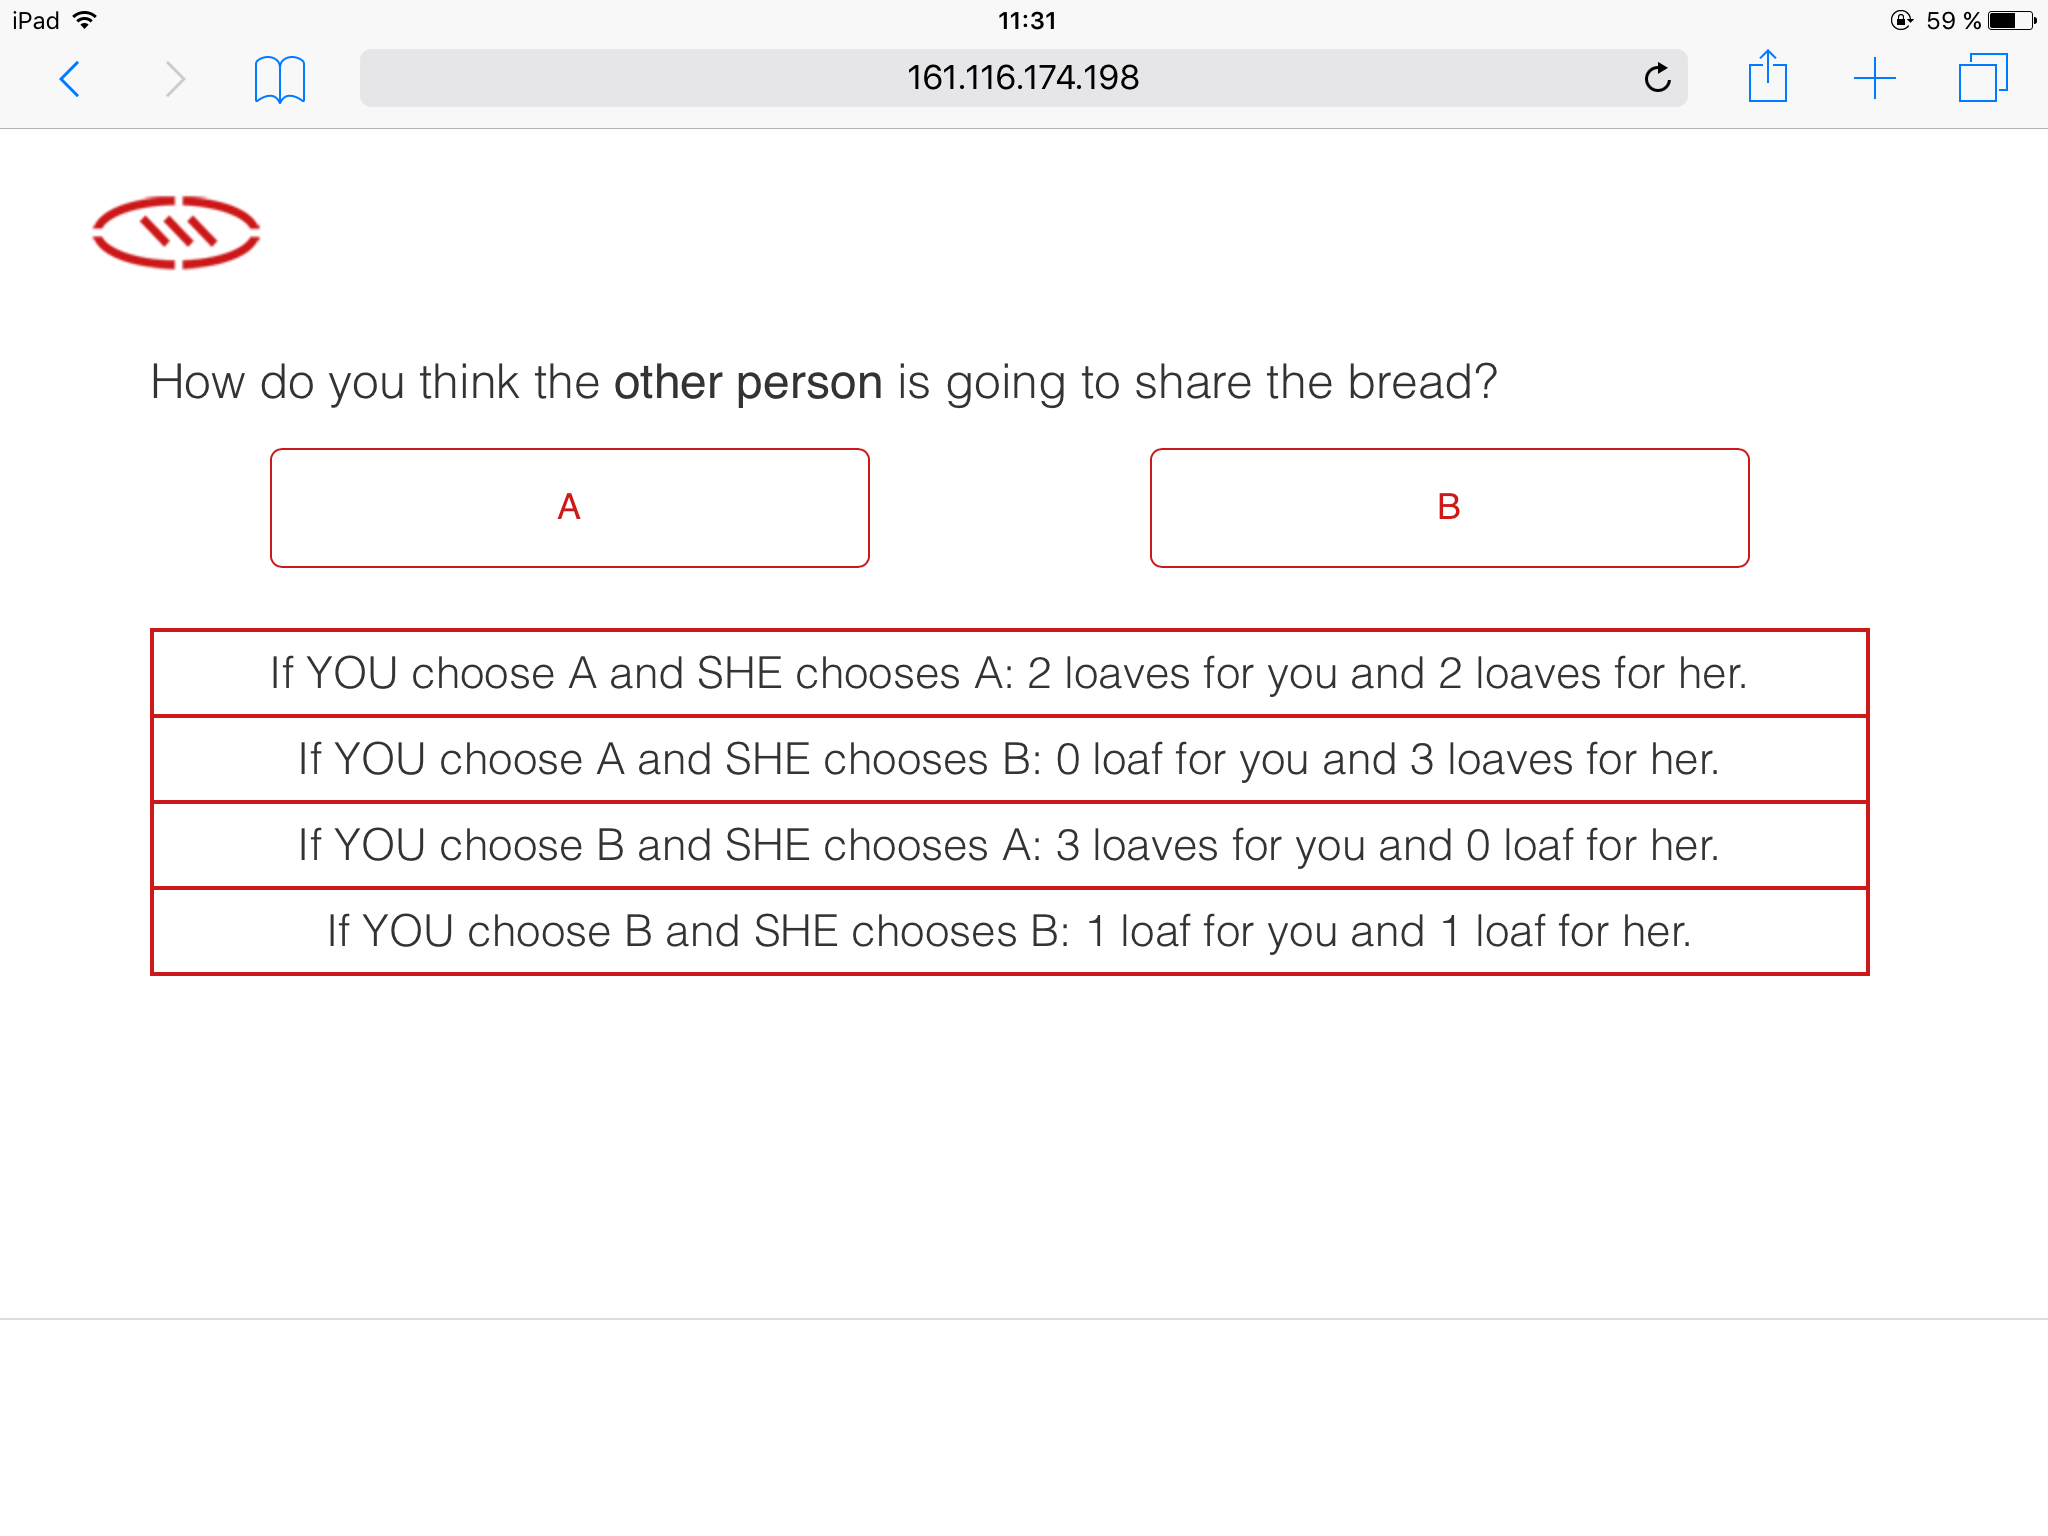 iPad 11:31 59 %
161.116.174.198
How do you think the other person is going to share the bread?
A B
If YOU choose A and SHE chooses A: 2 loaves for you and 2 loaves for her.
If YOU choose A and SHE chooses B: 0 loaf for you and 3 loaves for her.
If YOU choose B and SHE chooses A: 3 loaves for you and 0 loaf for her.
If YOU choose B and SHE chooses B: 1 loaf for you and 1 loaf for her.